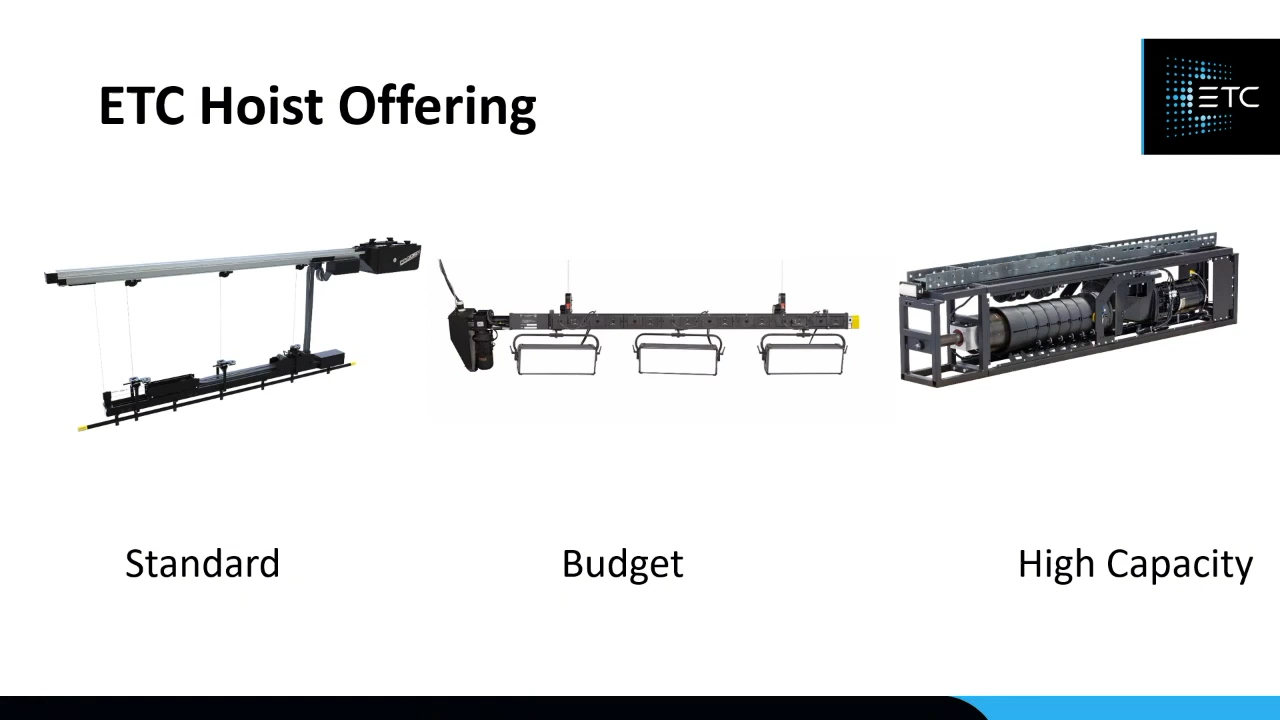 ETC Hoist Offering
ETC
Standard
Budget
High Capacity